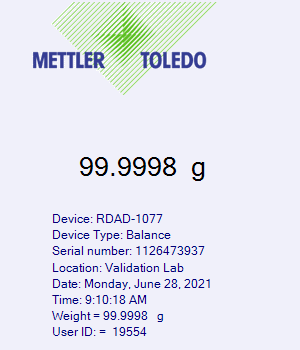 METTLER TOLEDO
99.9998 g
Device: RDAD-1077
Device Type: Balance
Serial number: 1126473937
Location: Validation Lab
Date: Monday, June 28, 2021
Time: 9:10:18 AM
Weight = 99.9998 g
User ID: = 19554